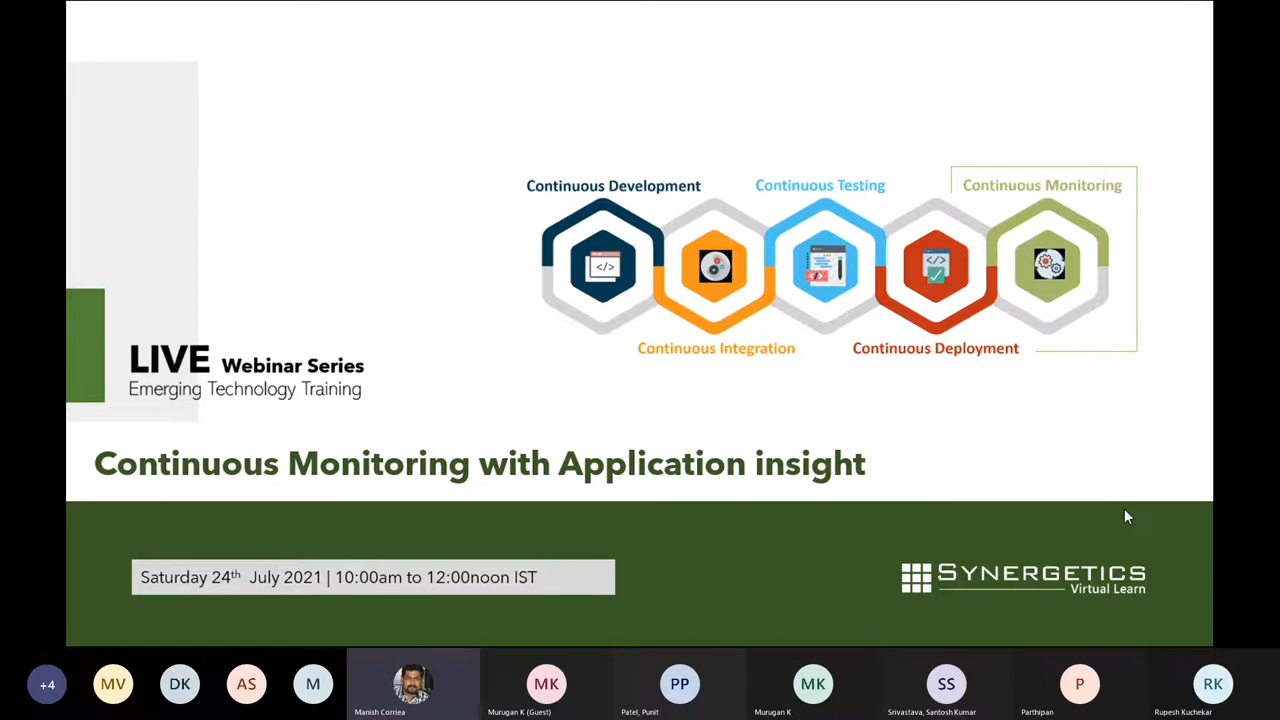 Continuous Development
Continuous Testing
Continuous Monitoring
</>
</>
Continuous Integration
Continuous Deployment
LIVE Webinar Series
Emerging Technology Training
Continuous Monitoring with Application insight
Saturday 24th July 2021 | 10:00am to 12:00noon IST
SYNERGETICS
Virtual Learn
+4
MV
DK
AS
M
MK
PP
MK
SS
P
RK
Manish Corriea
Murugan K (Guest)
Patel, Punit
Murugan K
Srivastava, Santosh Kumar
Parthipan
Rupesh Kuchekar